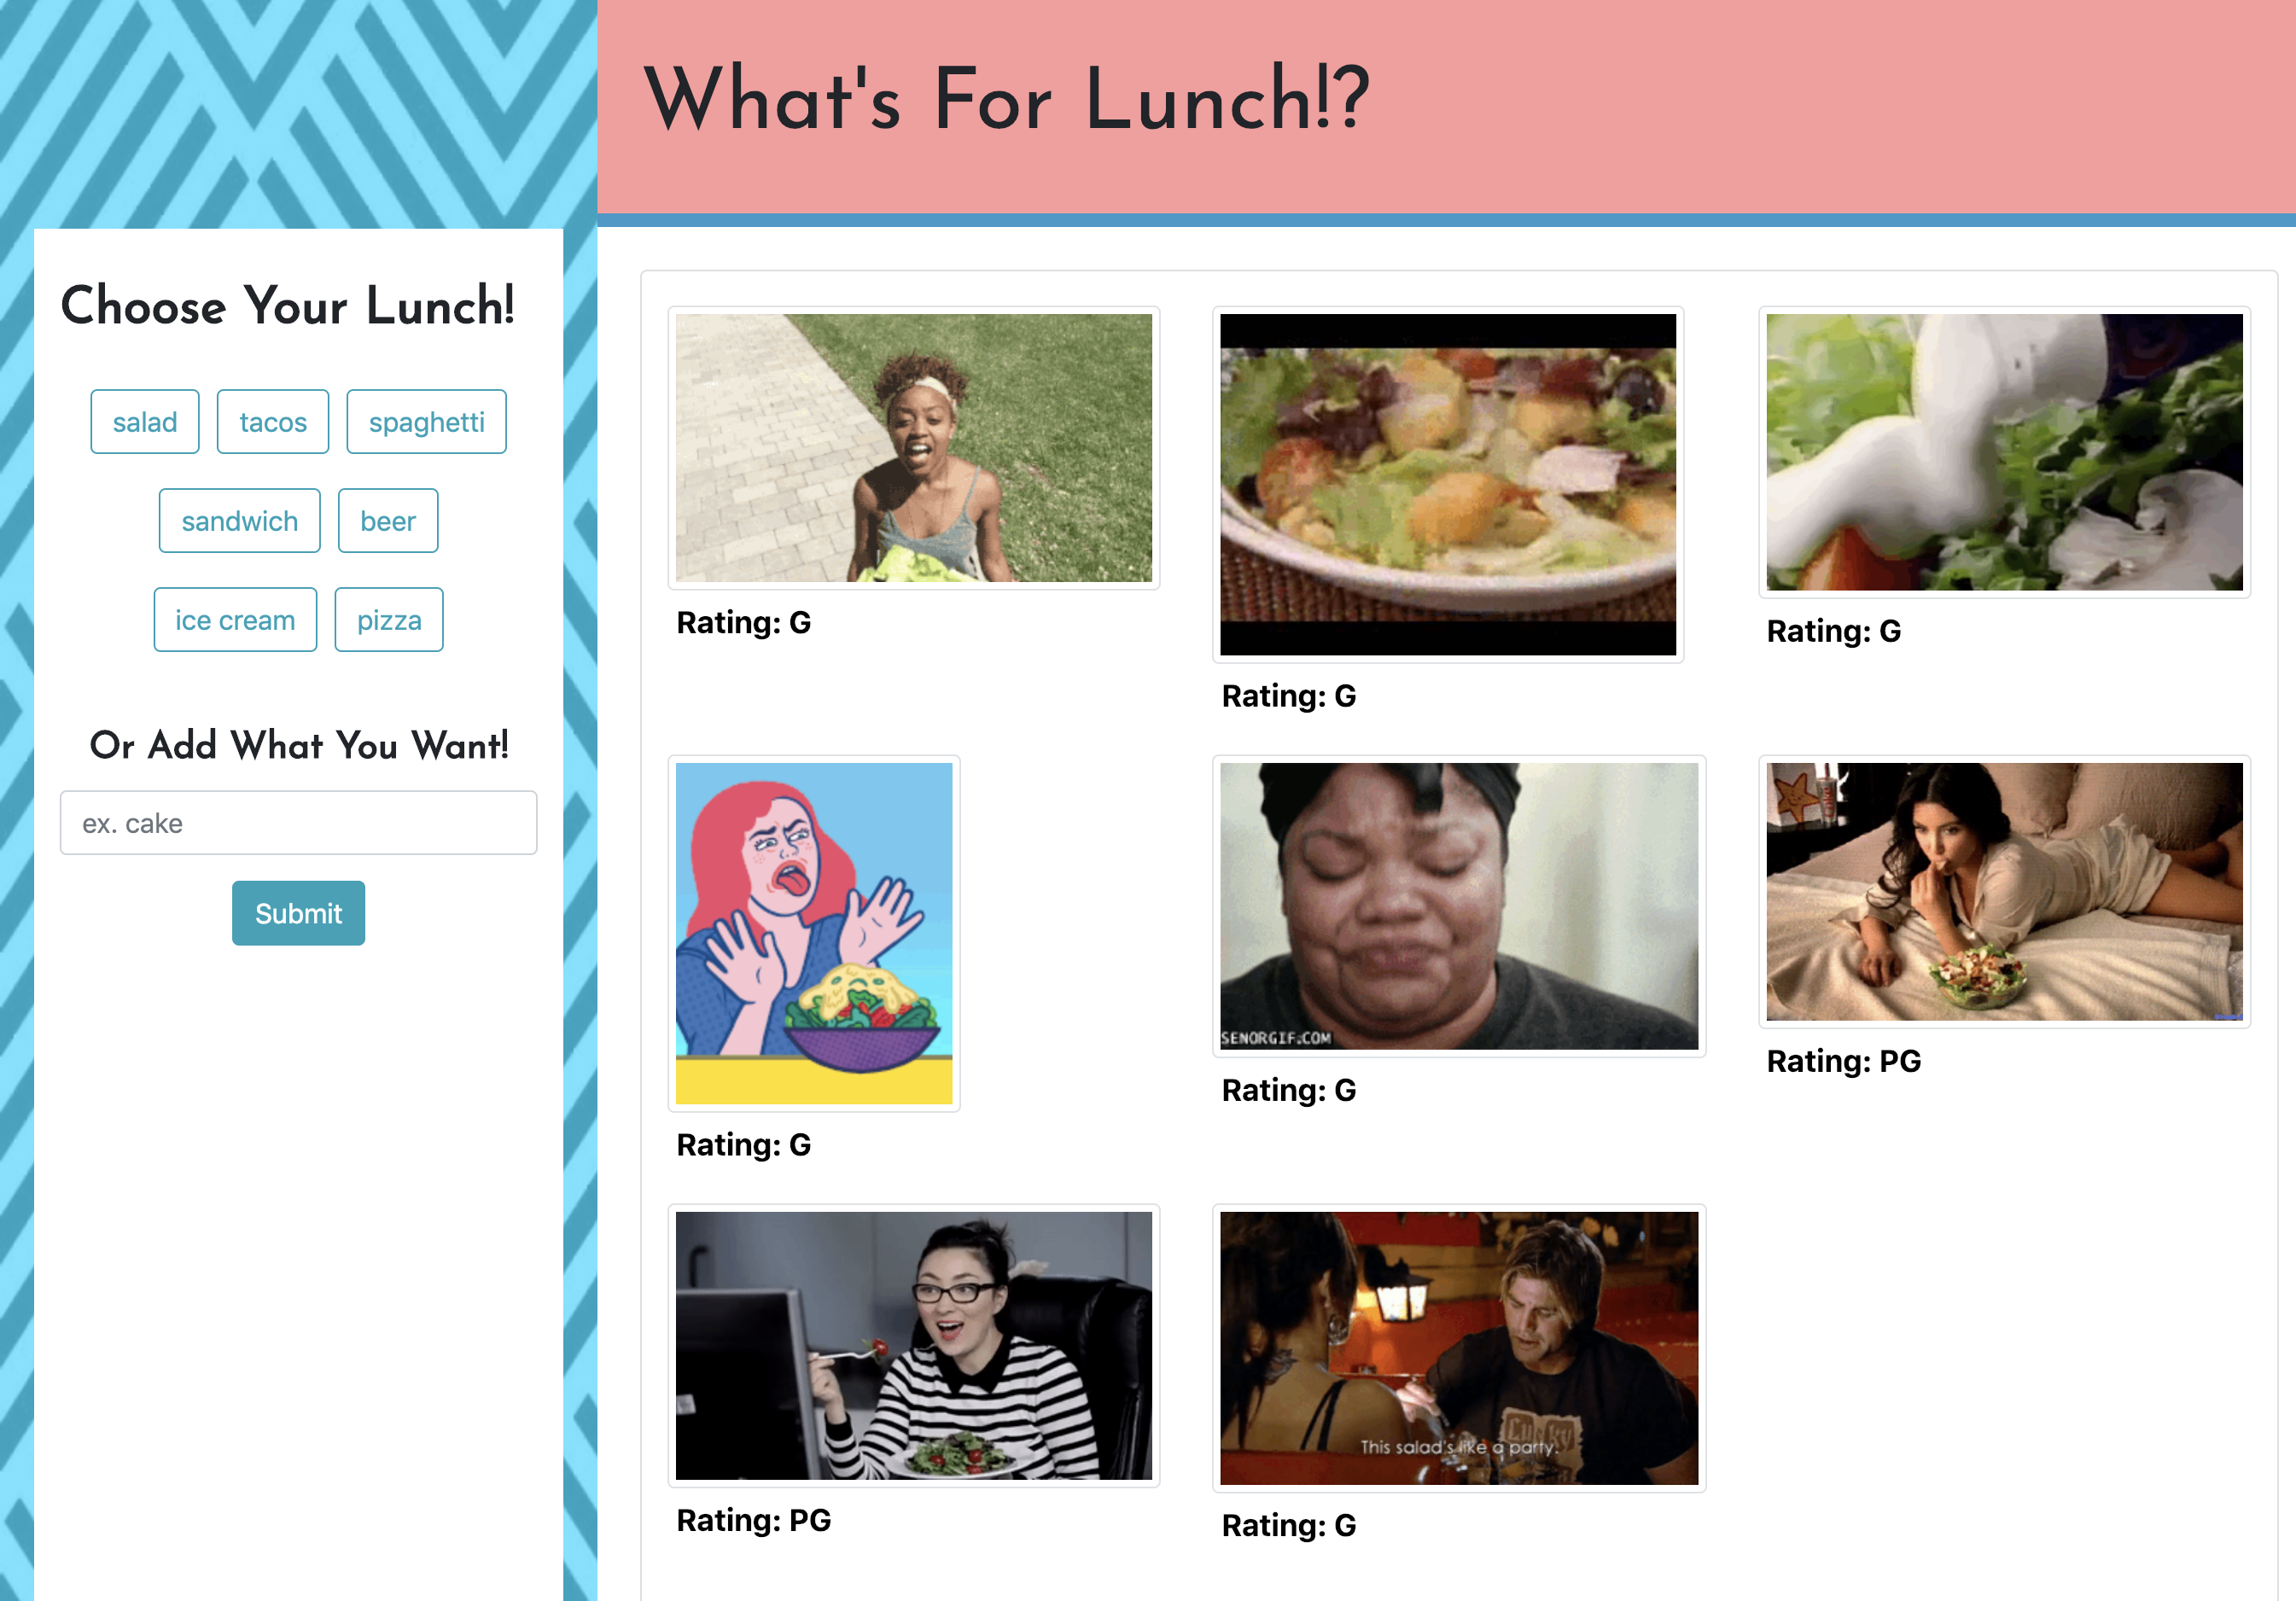 What's For Lunch!?
Choose Your Lunch!
salad tacos spaghetti
sandwich beer
ice cream pizza
Or Add What You Want!
ex. cake
Submit
Rating: G
Rating: G
Rating: G
Rating: G
SENORGIF.COM
Rating: G
Rating: PG
Rating: PG
Lucky
This salad's like a party.
Rating: G